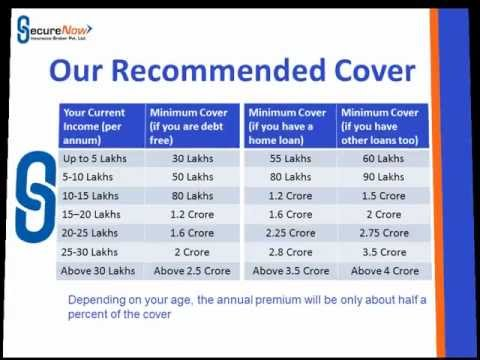 SecureNow
Insurance Broker Pvt. Ltd.
Our Recommended Cover
Your Current Income (per annum) Minimum Cover (if you are debt free) Minimum Cover (if you have a home loan) Minimum Cover (if you have other loans too)
Up to 5 Lakhs 30 Lakhs 55 Lakhs 60 Lakhs
5-10 Lakhs 50 Lakhs 80 Lakhs 90 Lakhs
10-15 Lakhs 80 Lakhs 1.2 Crore 1.5 Crore
15–20 Lakhs 1.2 Crore 1.6 Crore 2 Crore
20-25 Lakhs 1.6 Crore 2.25 Crore 2.75 Crore
25-30 Lakhs 2 Crore 2.8 Crore 3.5 Crore
Above 30 Lakhs Above 2.5 Crore Above 3.5 Crore Above 4 Crore
Depending on your age, the annual premium will be only about half a
percent of the cover